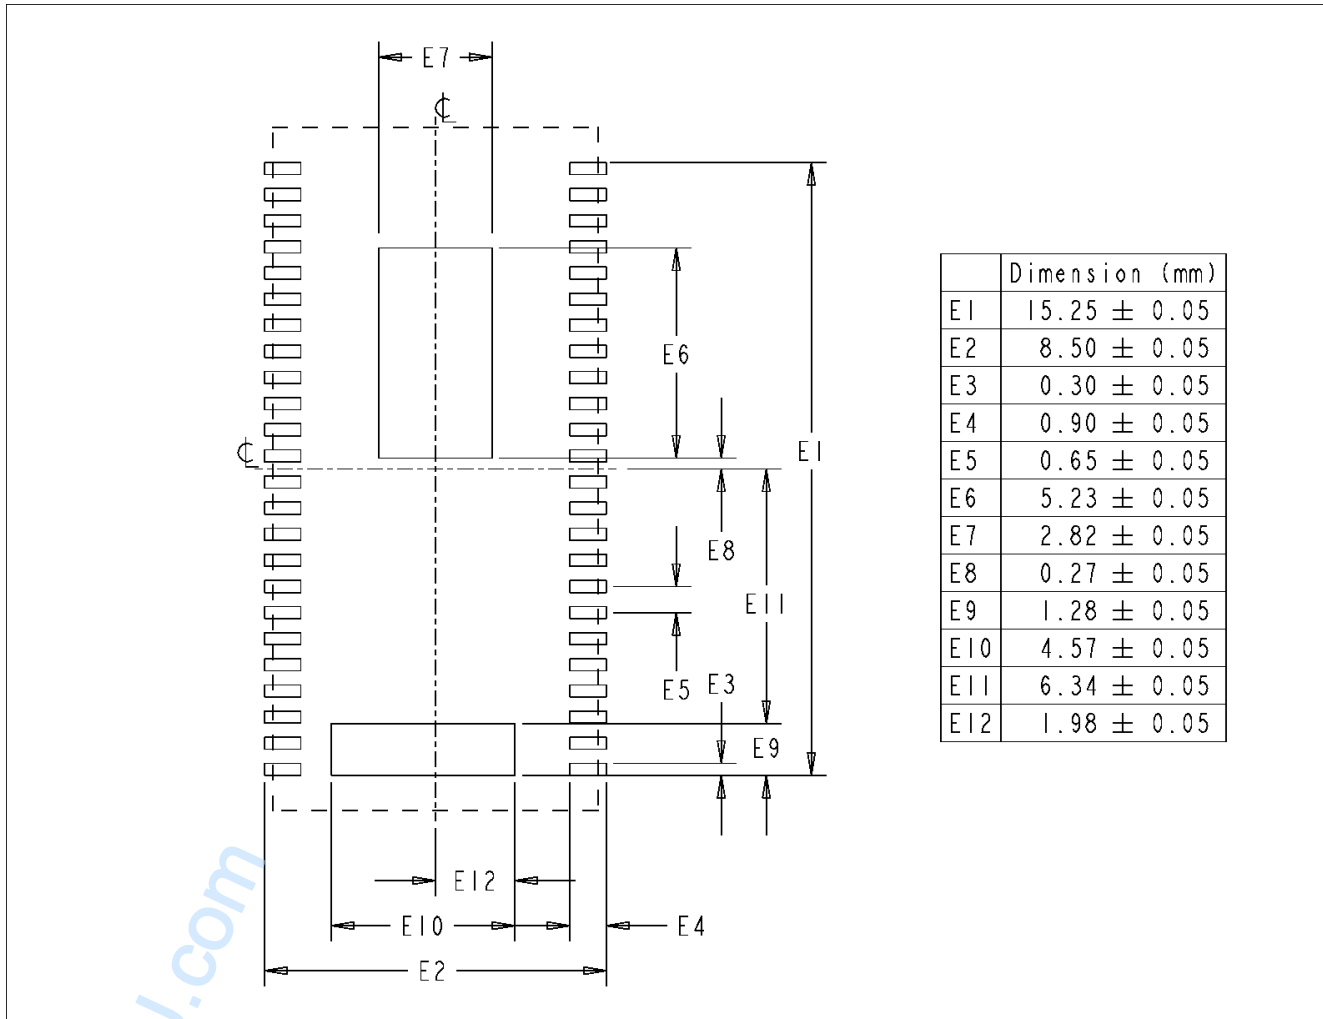 E7
℄
E6
℄
E1
E8
E11
E5 E3
E9
E12
E10
E4
E2
Dimension (mm)
E1 15.25 ± 0.05
E2 8.50 ± 0.05
E3 0.30 ± 0.05
E4 0.90 ± 0.05
E5 0.65 ± 0.05
E6 5.23 ± 0.05
E7 2.82 ± 0.05
E8 0.27 ± 0.05
E9 1.28 ± 0.05
E10 4.57 ± 0.05
E11 6.34 ± 0.05
E12 1.98 ± 0.05
.com